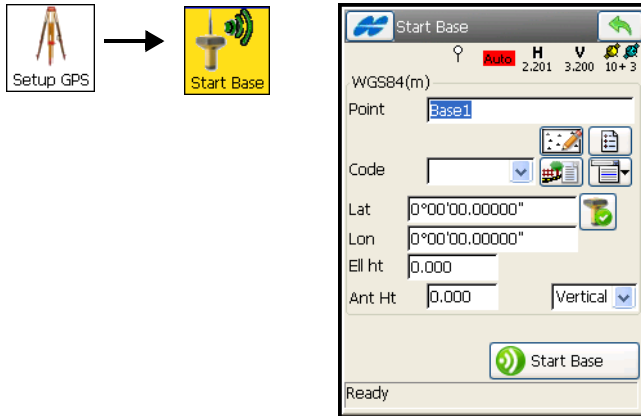 Setup GPS
Start Base
Start Base
Auto H V
2.201 3.200 10+3
WGS84(m)
Point Base1
Code
Lat 0°00'00.00000"
Lon 0°00'00.00000"
Ell ht 0.000
Ant Ht 0.000 Vertical
Start Base
Ready